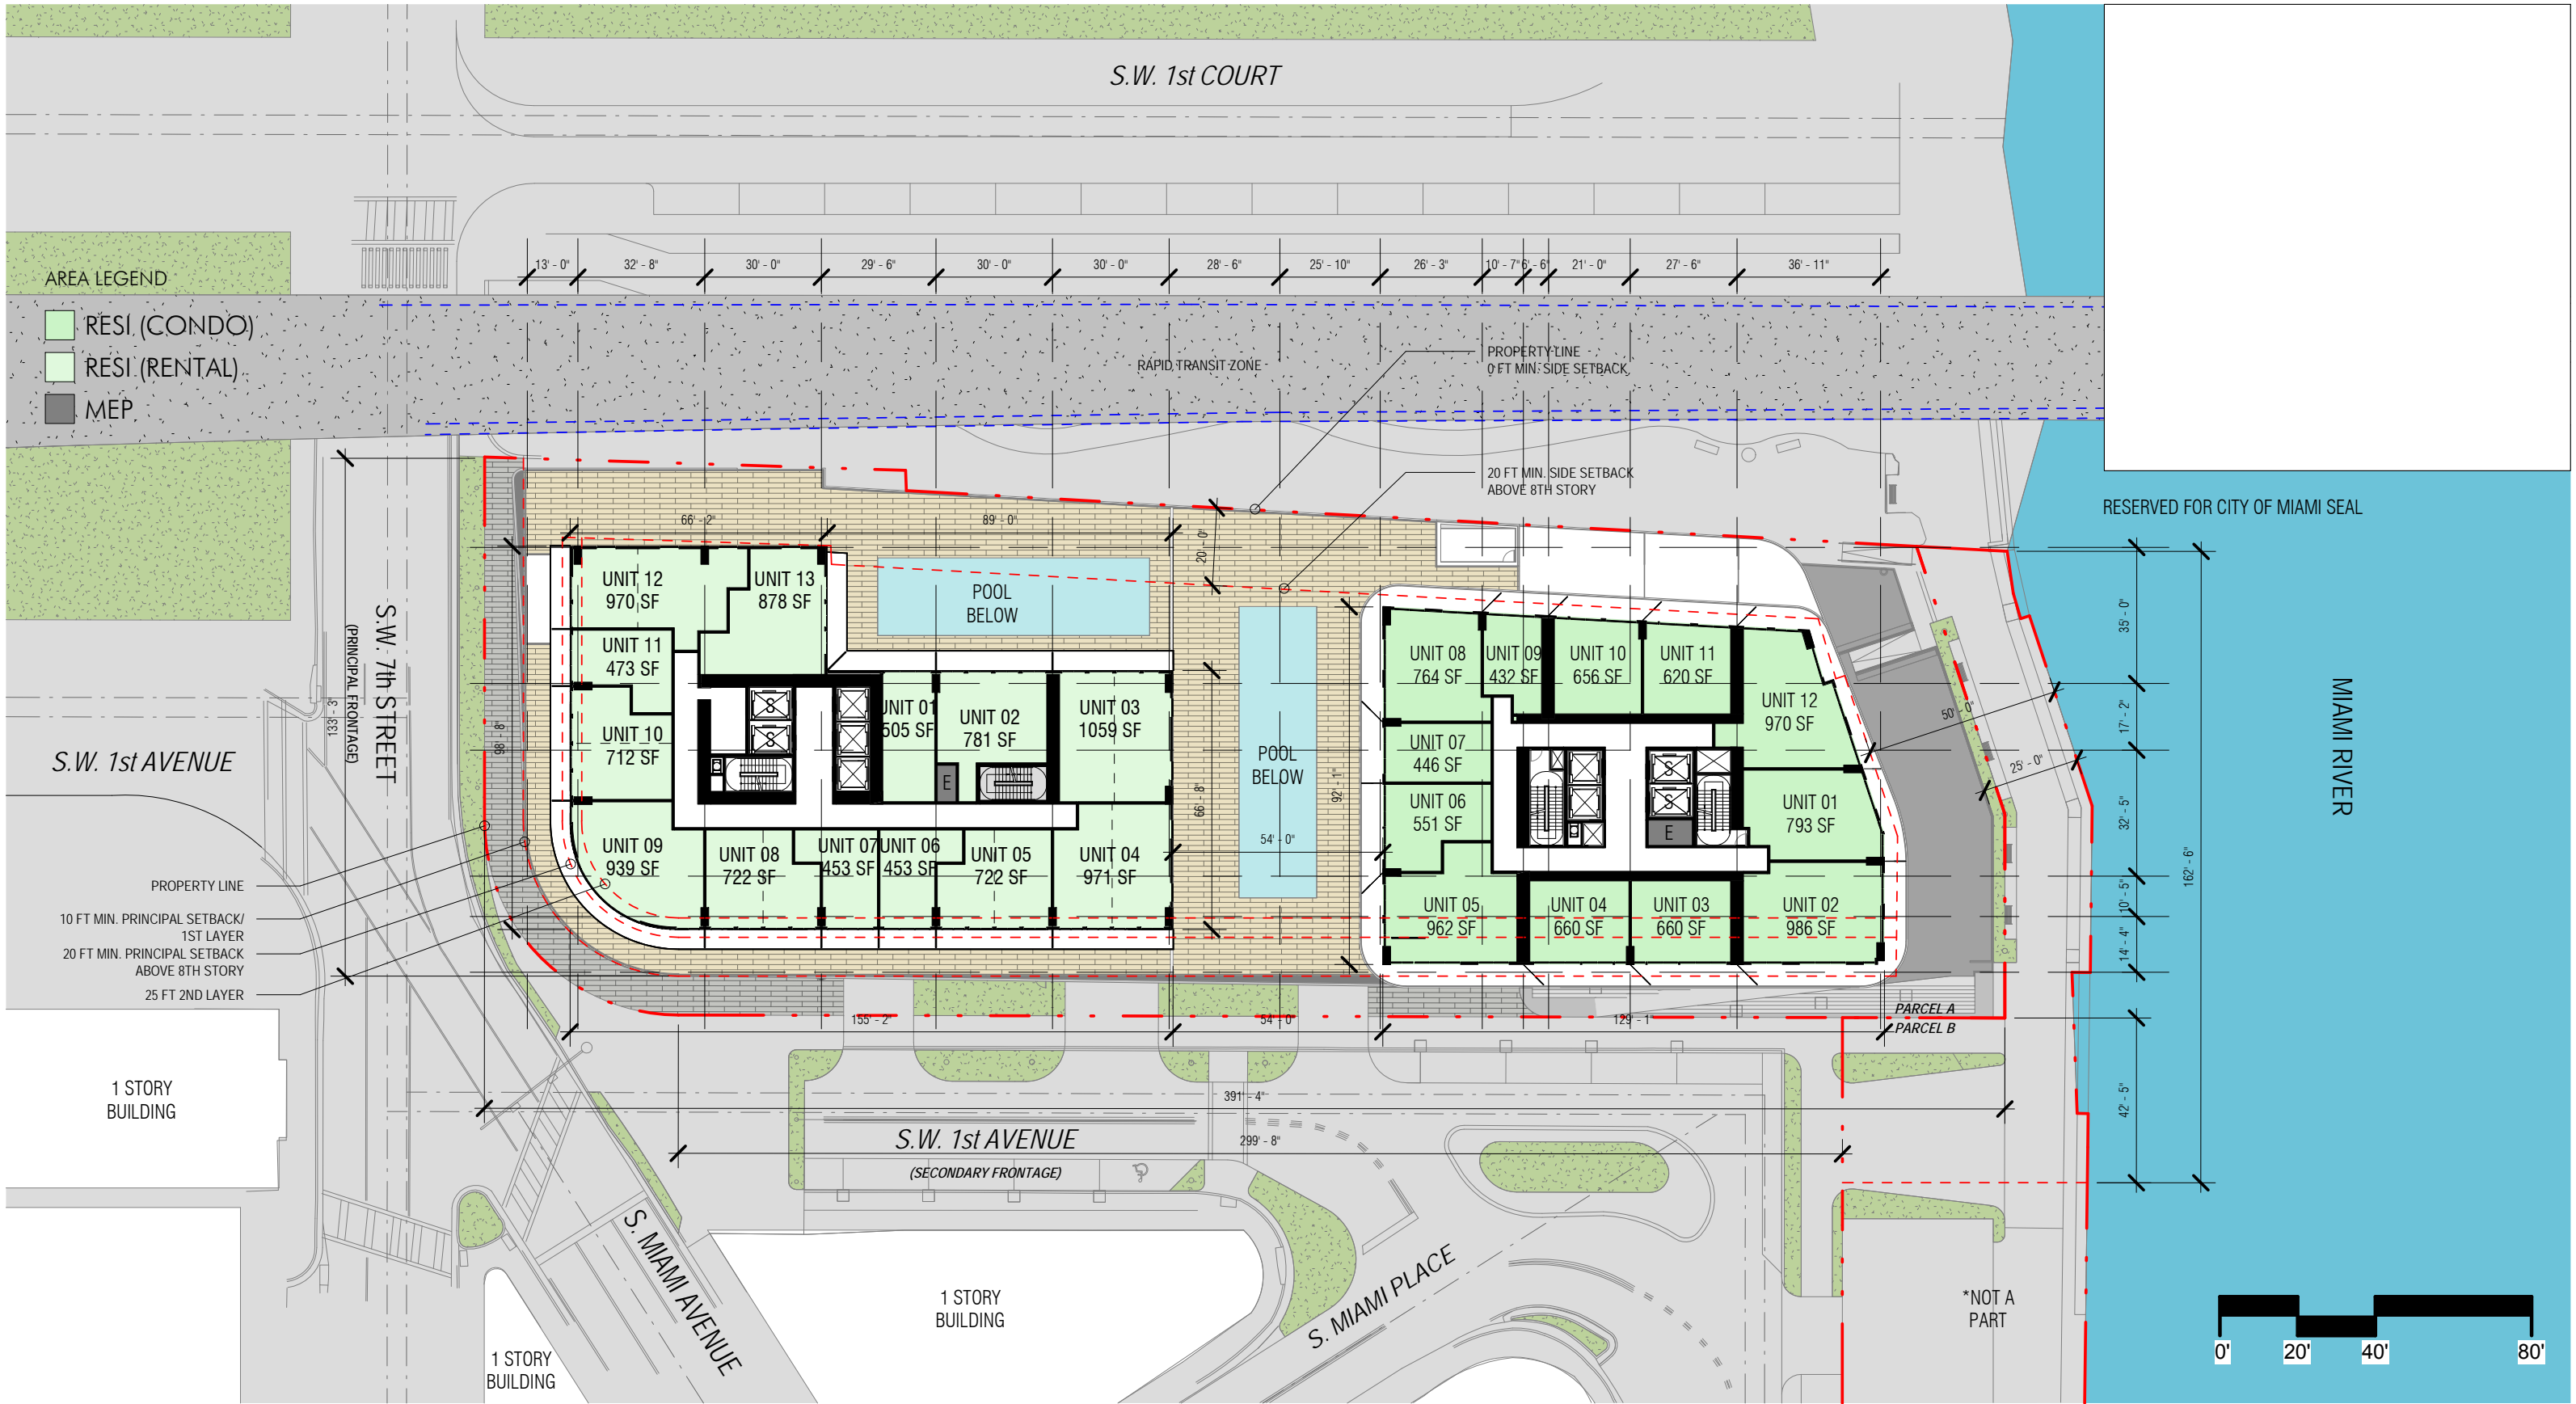 S.W. 1st COURT
AREA LEGEND
RESI. (CONDO)
RESI. (RENTAL)
MEP
13' - 0"
32' - 8"
30' - 0"
29' - 6"
30' - 0"
30' - 0"
28' - 6"
25' - 10"
26' - 3"
10' - 7"
6' - 6"
21' - 0"
27' - 6"
36' - 11"
RAPID TRANSIT ZONE
PROPERTY LINE
0 FT MIN. SIDE SETBACK
20 FT MIN. SIDE SETBACK
ABOVE 8TH STORY
RESERVED FOR CITY OF MIAMI SEAL
S.W. 7th STREET
(PRINCIPAL FRONTAGE)
133' - 3"
98' - 8"
66' - 2"
89' - 0"
20' - 0"
UNIT 12
970 SF
UNIT 13
878 SF
POOL
BELOW
UNIT 11
473 SF
UNIT 10
712 SF
S
S
UNIT 01
505 SF
UNIT 02
781 SF
UNIT 03
1059 SF
E
UNIT 09
939 SF
UNIT 08
722 SF
UNIT 07
453 SF
UNIT 06
453 SF
UNIT 05
722 SF
UNIT 04
971 SF
66' - 8"
54' - 0"
POOL
BELOW
92' - 1"
UNIT 08
764 SF
UNIT 09
432 SF
UNIT 10
656 SF
UNIT 11
620 SF
UNIT 12
970 SF
UNIT 07
446 SF
UNIT 06
551 SF
S
S
E
UNIT 01
793 SF
UNIT 05
962 SF
UNIT 04
660 SF
UNIT 03
660 SF
UNIT 02
986 SF
50' - 0"
25' - 0"
35' - 0"
17' - 2"
32' - 5"
10' - 5"
14' - 4"
42' - 5"
162' - 6"
MIAMI RIVER
S.W. 1st AVENUE
PROPERTY LINE
10 FT MIN. PRINCIPAL SETBACK/
1ST LAYER
20 FT MIN. PRINCIPAL SETBACK
ABOVE 8TH STORY
25 FT 2ND LAYER
155' - 2"
54' - 0"
129' - 1"
PARCEL A
PARCEL B
391' - 4"
S.W. 1st AVENUE
299' - 8"
(SECONDARY FRONTAGE)
1 STORY
BUILDING
S. MIAMI AVENUE
1 STORY
BUILDING
1 STORY
BUILDING
S. MIAMI PLACE
*NOT A
PART
0'
20'
40'
80'